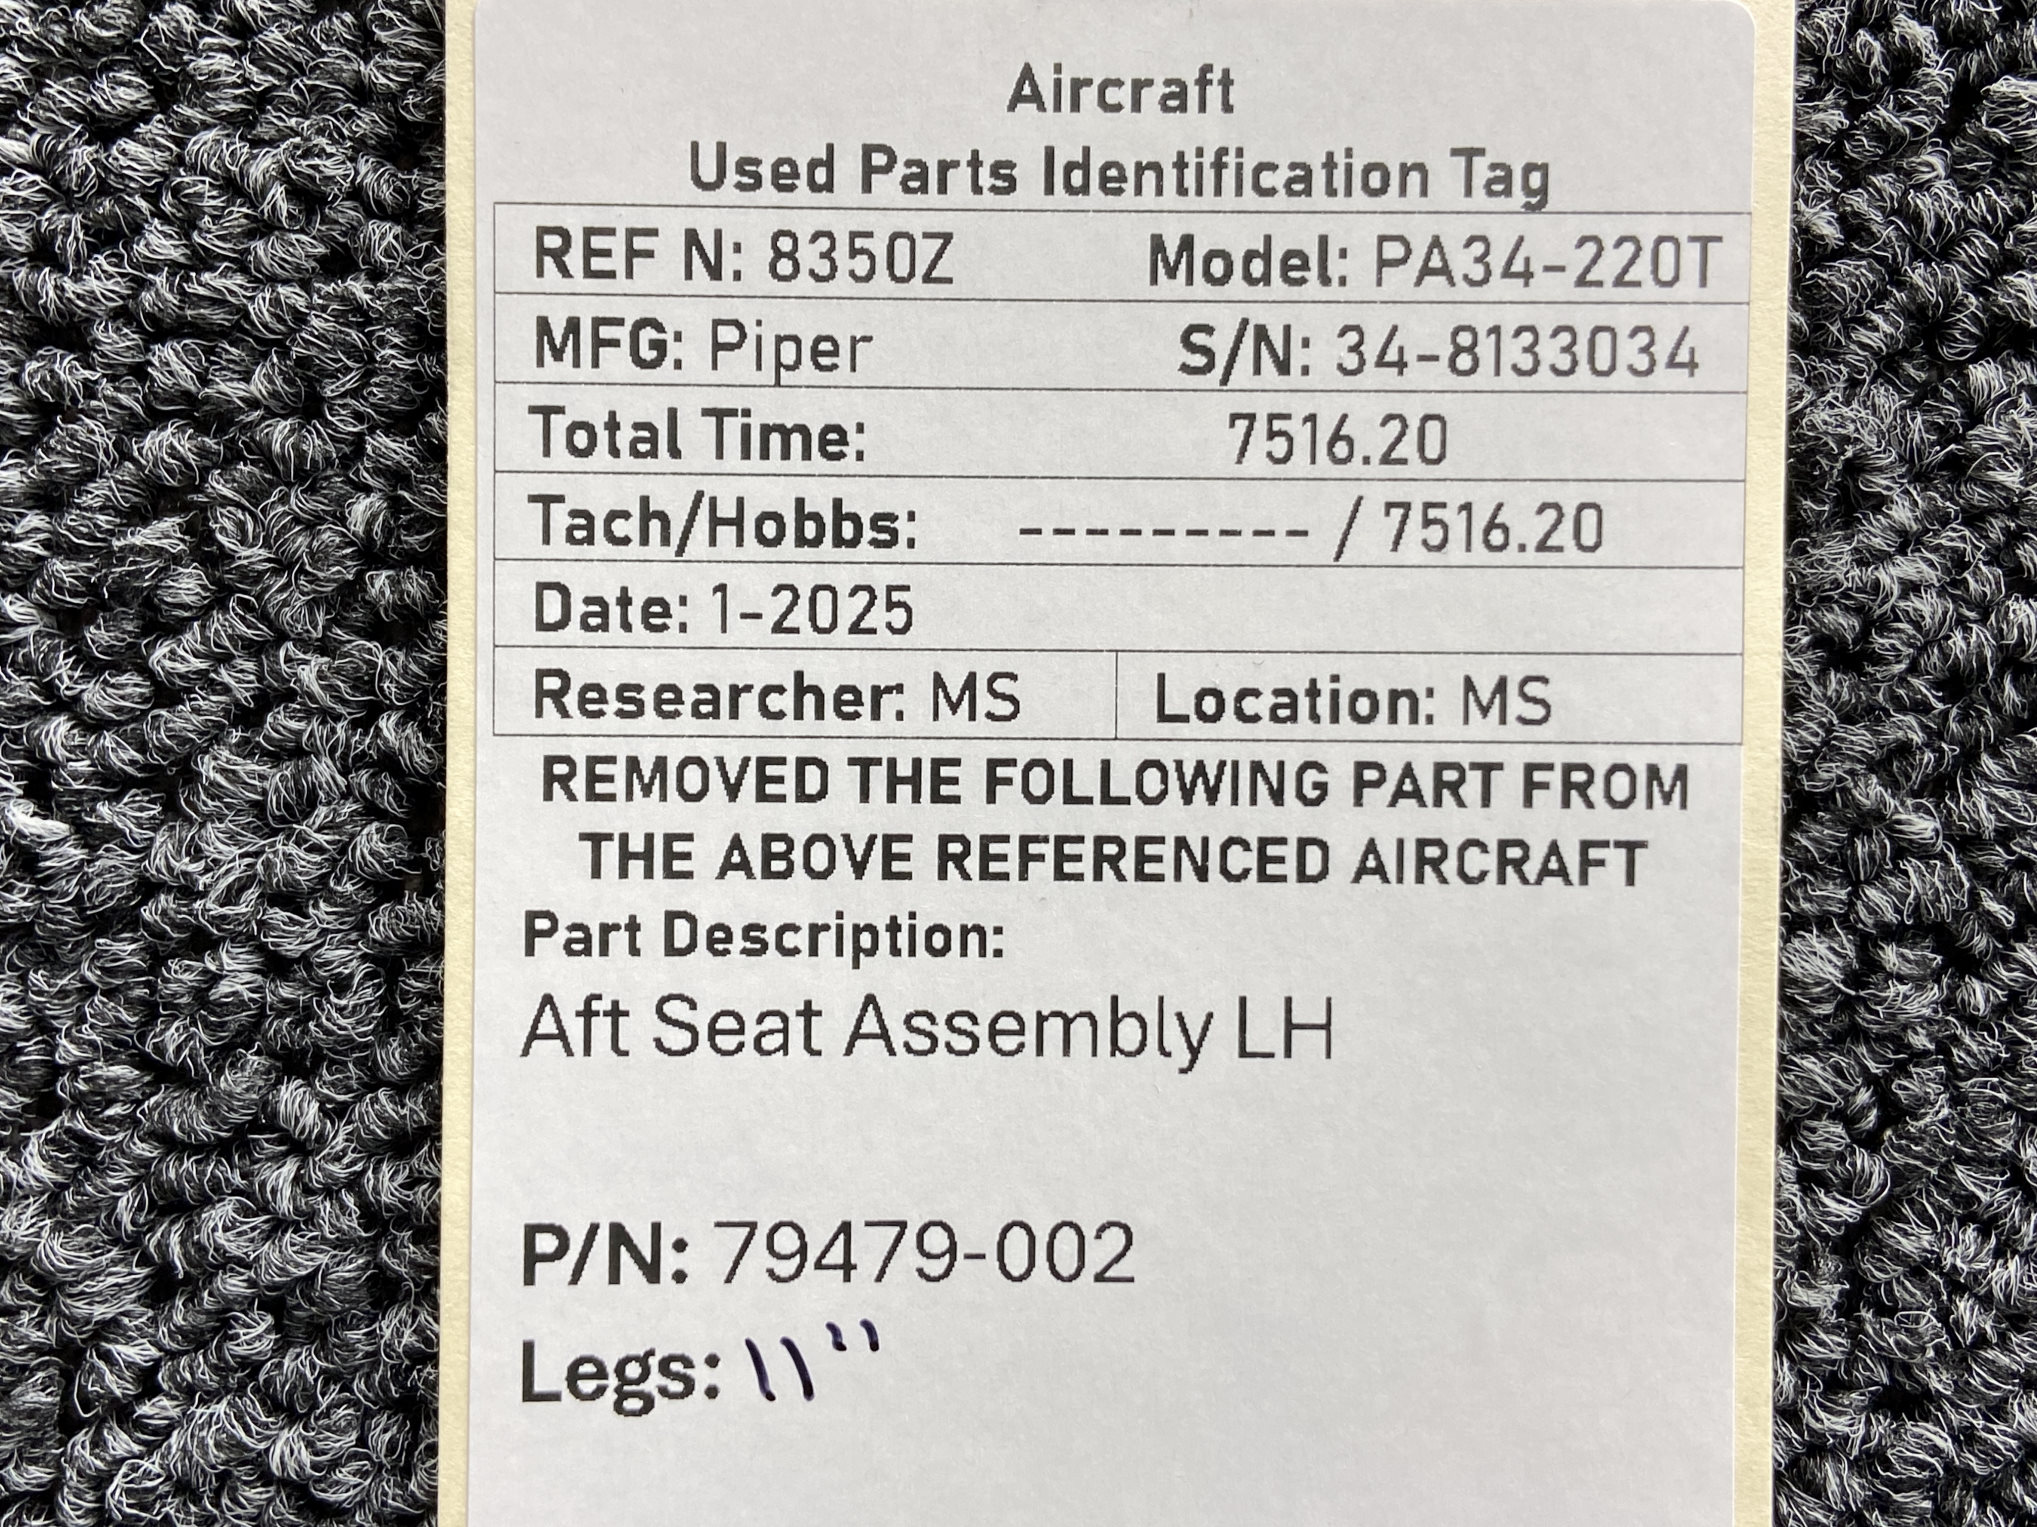 Aircraft
Used Parts Identification Tag
REF N: 8350Z Model: PA34-220T
MFG: Piper S/N: 34-8133034
Total Time: 7516.20
Tach/Hobbs: --------- / 7516.20
Date: 1-2025
Researcher: MS Location: MS
REMOVED THE FOLLOWING PART FROM
THE ABOVE REFERENCED AIRCRAFT
Part Description:
Aft Seat Assembly LH
P/N: 79479-002
Legs: 11"